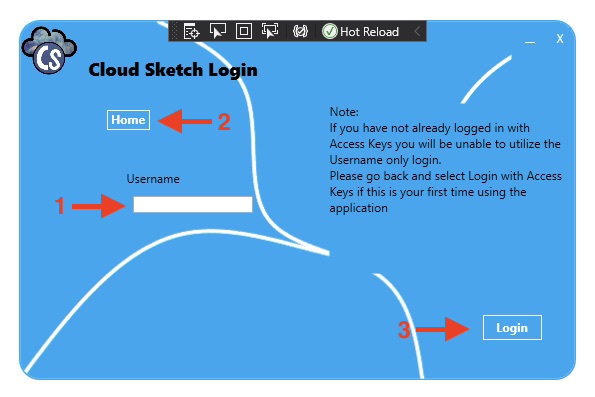 Hot Reload
CS
Cloud Sketch Login
X
Home
2
Note:
If you have not already logged in with
Access Keys you will be unable to utilize the
Username only login.
Please go back and select Login with Access
Keys if this is your first time using the
application
Username
1
3
Login